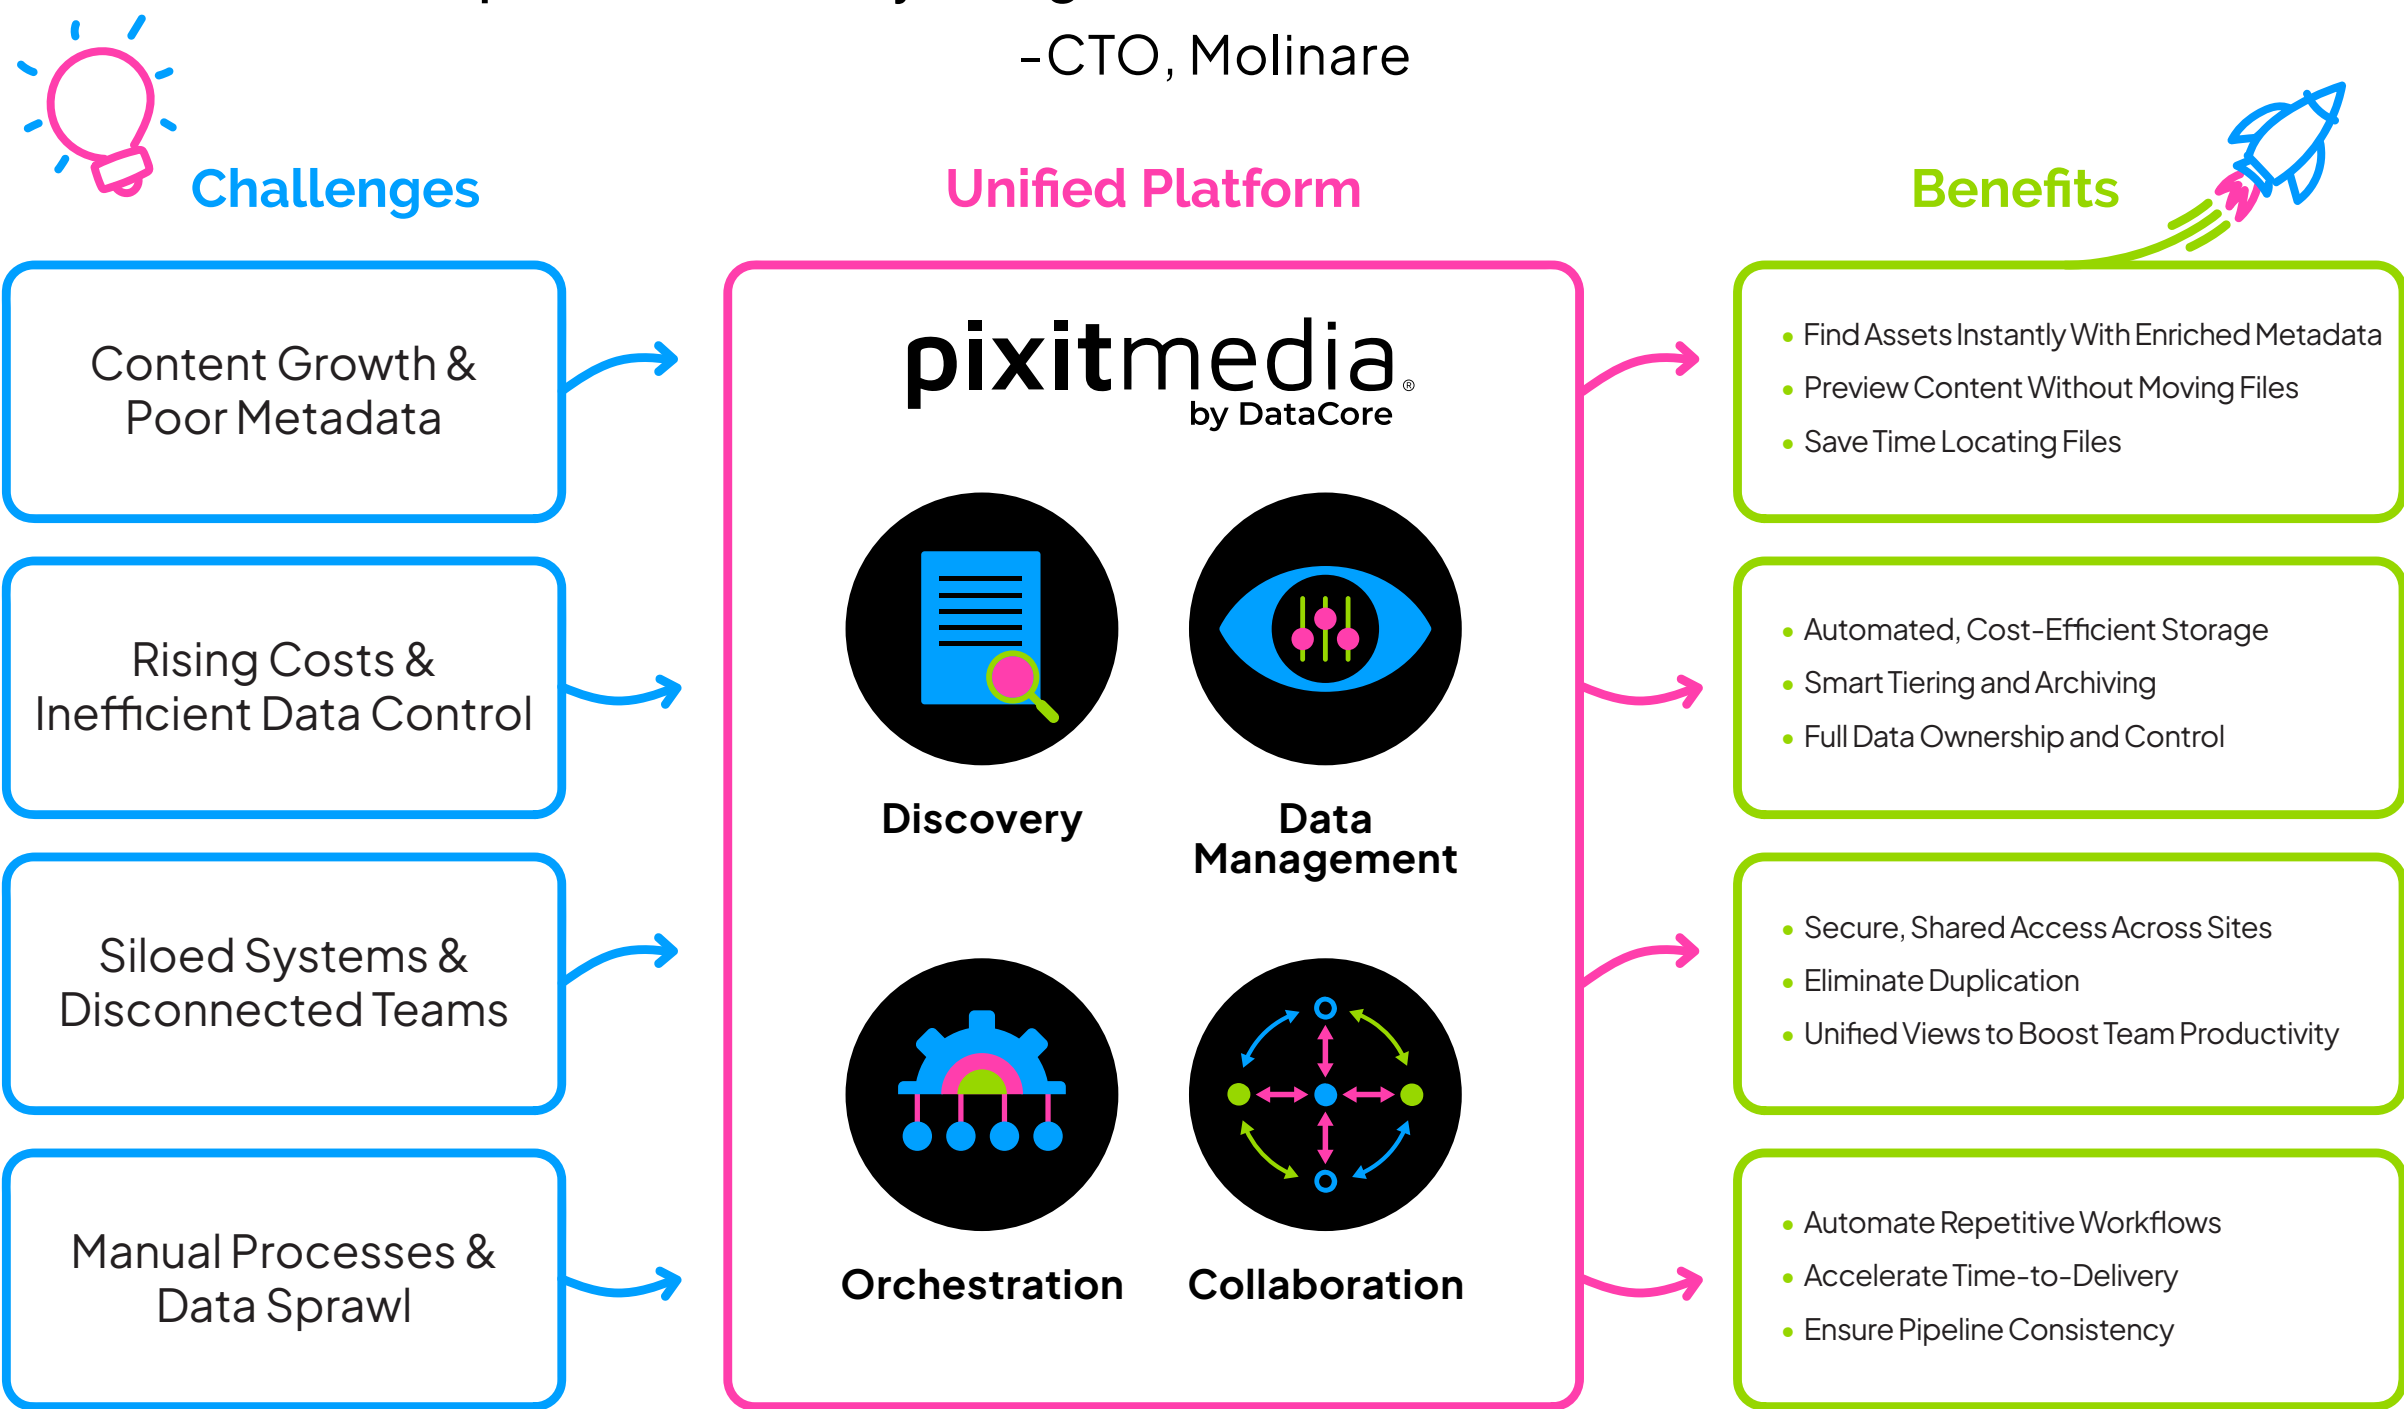 -CTO, Molinare
Challenges
Unified Platform
Benefits
Content Growth &
Poor Metadata
Rising Costs &
Inefficient Data Control
Siloed Systems &
Disconnected Teams
Manual Processes &
Data Sprawl
pixitmedia®
by DataCore
Discovery
Data
Management
Orchestration
Collaboration
• Find Assets Instantly With Enriched Metadata
• Preview Content Without Moving Files
• Save Time Locating Files
• Automated, Cost-Efficient Storage
• Smart Tiering and Archiving
• Full Data Ownership and Control
• Secure, Shared Access Across Sites
• Eliminate Duplication
• Unified Views to Boost Team Productivity
• Automate Repetitive Workflows
• Accelerate Time-to-Delivery
• Ensure Pipeline Consistency